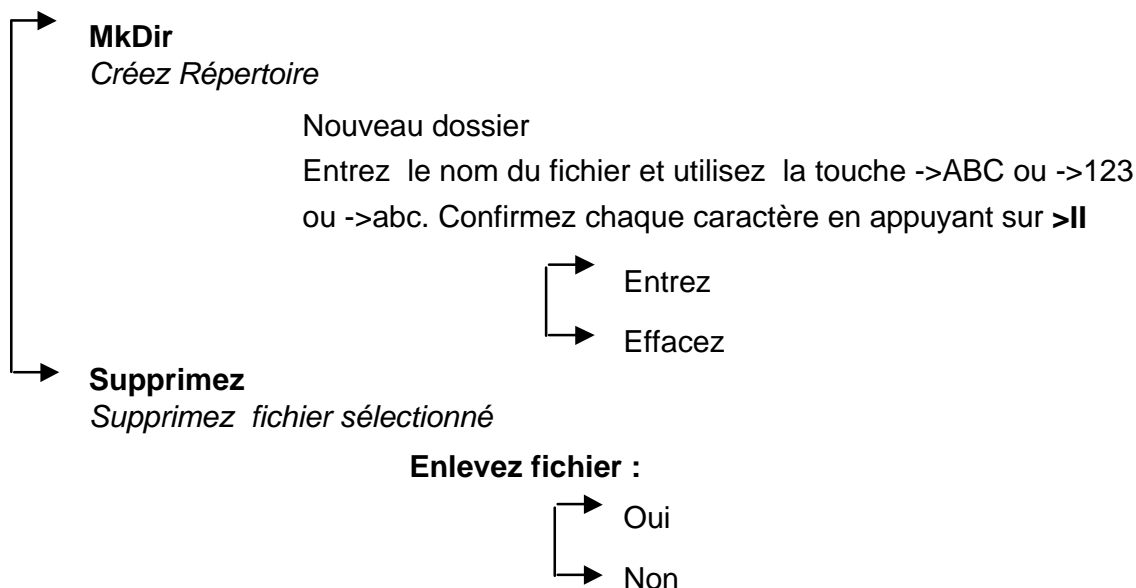 MkDir
Créez Répertoire
Nouveau dossier
Entrez  le nom du fichier et utilisez  la touche ->ABC ou ->123
ou ->abc. Confirmez chaque caractère en appuyant sur >II
Entrez
Effacez
Supprimez
Supprimez  fichier sélectionné
Enlevez fichier :
Oui
Non